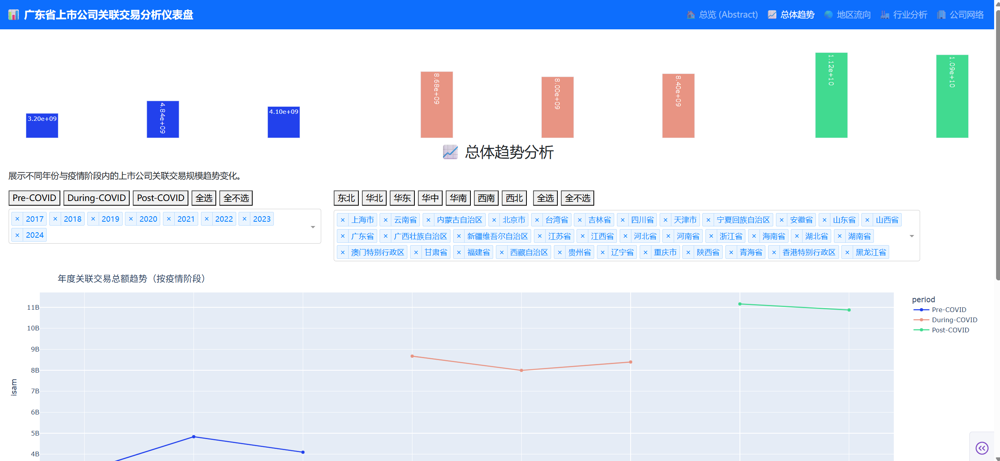 广东省上市公司关联交易分析仪表盘
总览 (Abstract) 总体趋势 地区流向 行业分析 公司网络
3.20e+09 4.84e+09 4.10e+09 8.68e+09 8.00e+09 8.40e+09 1.12e+10 1.09e+10
总体趋势分析
展示不同年份与疫情阶段内的上市公司关联交易规模趋势变化。
Pre-COVID During-COVID Post-COVID 全选 全不选
× 2017 × 2018 × 2019 × 2020 × 2021 × 2022 × 2023
× 2024
东北 华北 华东 华中 华南 西南 西北 全选 全不选
× 上海市 × 云南省 × 内蒙古自治区 × 北京市 × 台湾省 × 吉林省 × 四川省 × 天津市 × 宁夏回族自治区 × 安徽省 × 山东省 × 山西省
× 广东省 × 广西壮族自治区 × 新疆维吾尔自治区 × 江苏省 × 江西省 × 河北省 × 河南省 × 浙江省 × 海南省 × 湖北省 × 湖南省
× 澳门特别行政区 × 甘肃省 × 福建省 × 西藏自治区 × 贵州省 × 辽宁省 × 重庆市 × 陕西省 × 青海省 × 香港特别行政区 × 黑龙江省
年度关联交易总额趋势（按疫情阶段）
11B
10B
9B
8B
7B
6B
5B
4B
isam
period
Pre-COVID
During-COVID
Post-COVID